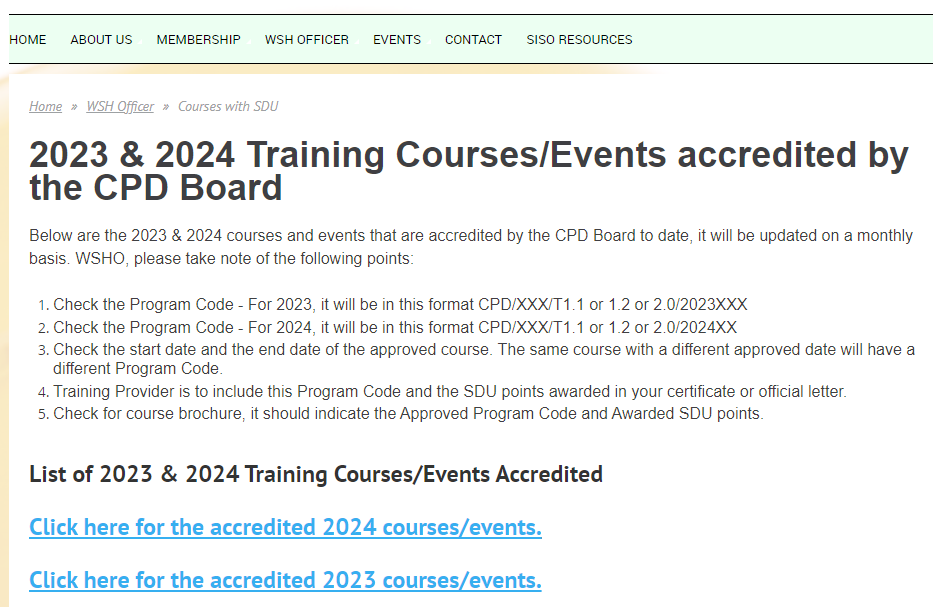 HOME ABOUT US MEMBERSHIP WSH OFFICER EVENTS CONTACT SISO RESOURCES
Home » WSH Officer » Courses with SDU
2023 & 2024 Training Courses/Events accredited by
the CPD Board
Below are the 2023 & 2024 courses and events that are accredited by the CPD Board to date, it will be updated on a monthly
basis. WSHO, please take note of the following points:
1. Check the Program Code - For 2023, it will be in this format CPD/XXX/T1.1 or 1.2 or 2.0/2023XXX
2. Check the Program Code - For 2024, it will be in this format CPD/XXX/T1.1 or 1.2 or 2.0/2024XX
3. Check the start date and the end date of the approved course. The same course with a different approved date will have a
different Program Code.
4. Training Provider is to include this Program Code and the SDU points awarded in your certificate or official letter.
5. Check for course brochure, it should indicate the Approved Program Code and Awarded SDU points.
List of 2023 & 2024 Training Courses/Events Accredited
Click here for the accredited 2024 courses/events.
Click here for the accredited 2023 courses/events.